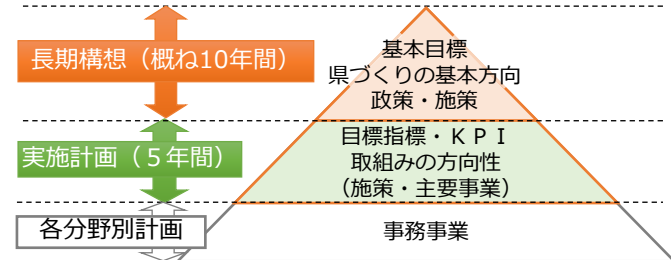 長期構想（概ね10年間）
基本目標
県づくりの基本方向
政策・施策
実施計画（５年間）
目標指標・ＫＰＩ
取組みの方向性
（施策・主要事業）
各分野別計画
事務事業